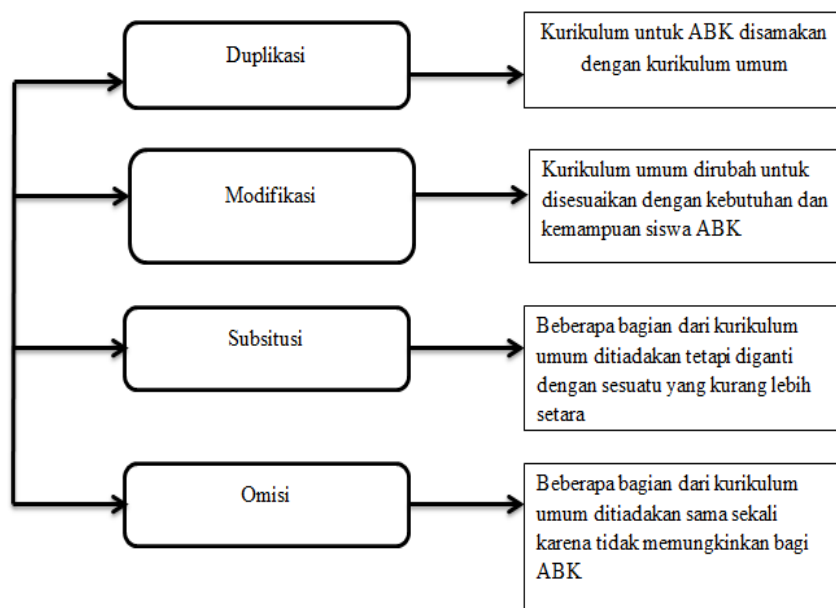 Duplikasi
Kurikulum untuk ABK disamakan
dengan kurikulum umum
Modifikasi
Kurikulum umum dirubah untuk
disesuaikan dengan kebutuhan dan
kemampuan siswa ABK
Subsitusi
Beberapa bagian dari kurikulum
umum ditiadakan tetapi diganti
dengan sesuatu yang kurang lebih
setara
Omisi
Beberapa bagian dari kurikulum
umum ditiadakan sama sekali
karena tidak memungkinkan bagi
ABK